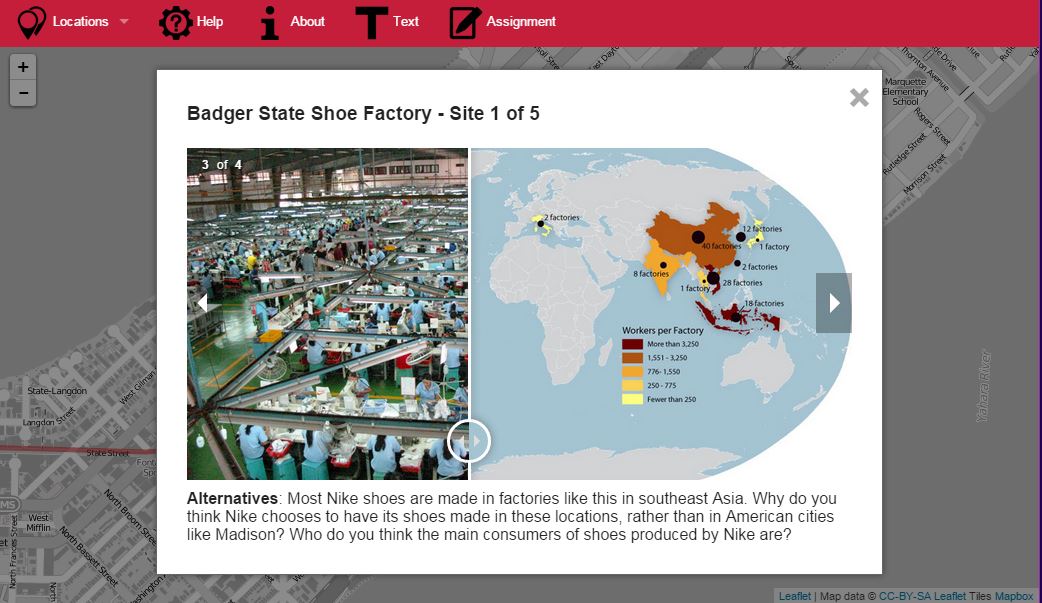 Locations
Help
About
Text
Assignment
+
−
Marquette
Elementary
School
Thornton Avenue
Rogers Street
Rutledge Street
Morrison Street
Badger State Shoe Factory - Site 1 of 5
3 of 4
2 factories
12 factories
40 factories
1 factory
2 factories
8 factories
1 factory
28 factories
18 factories
Workers per Factory
More than 3,250
1,551 - 3,250
776- 1,550
250 - 775
Fewer than 250
State-Langdon
Langdon Street
West Gilman
State Street
West
Mifflin
North Broom Street
North Bassett Street
North Frances Street
Yahara River
Alternatives: Most Nike shoes are made in factories like this in southeast Asia. Why do you
think Nike chooses to have its shoes made in these locations, rather than in American cities
like Madison? Who do you think the main consumers of shoes produced by Nike are?
Leaflet | Map data © CC-BY-SA Leaflet Tiles Mapbox